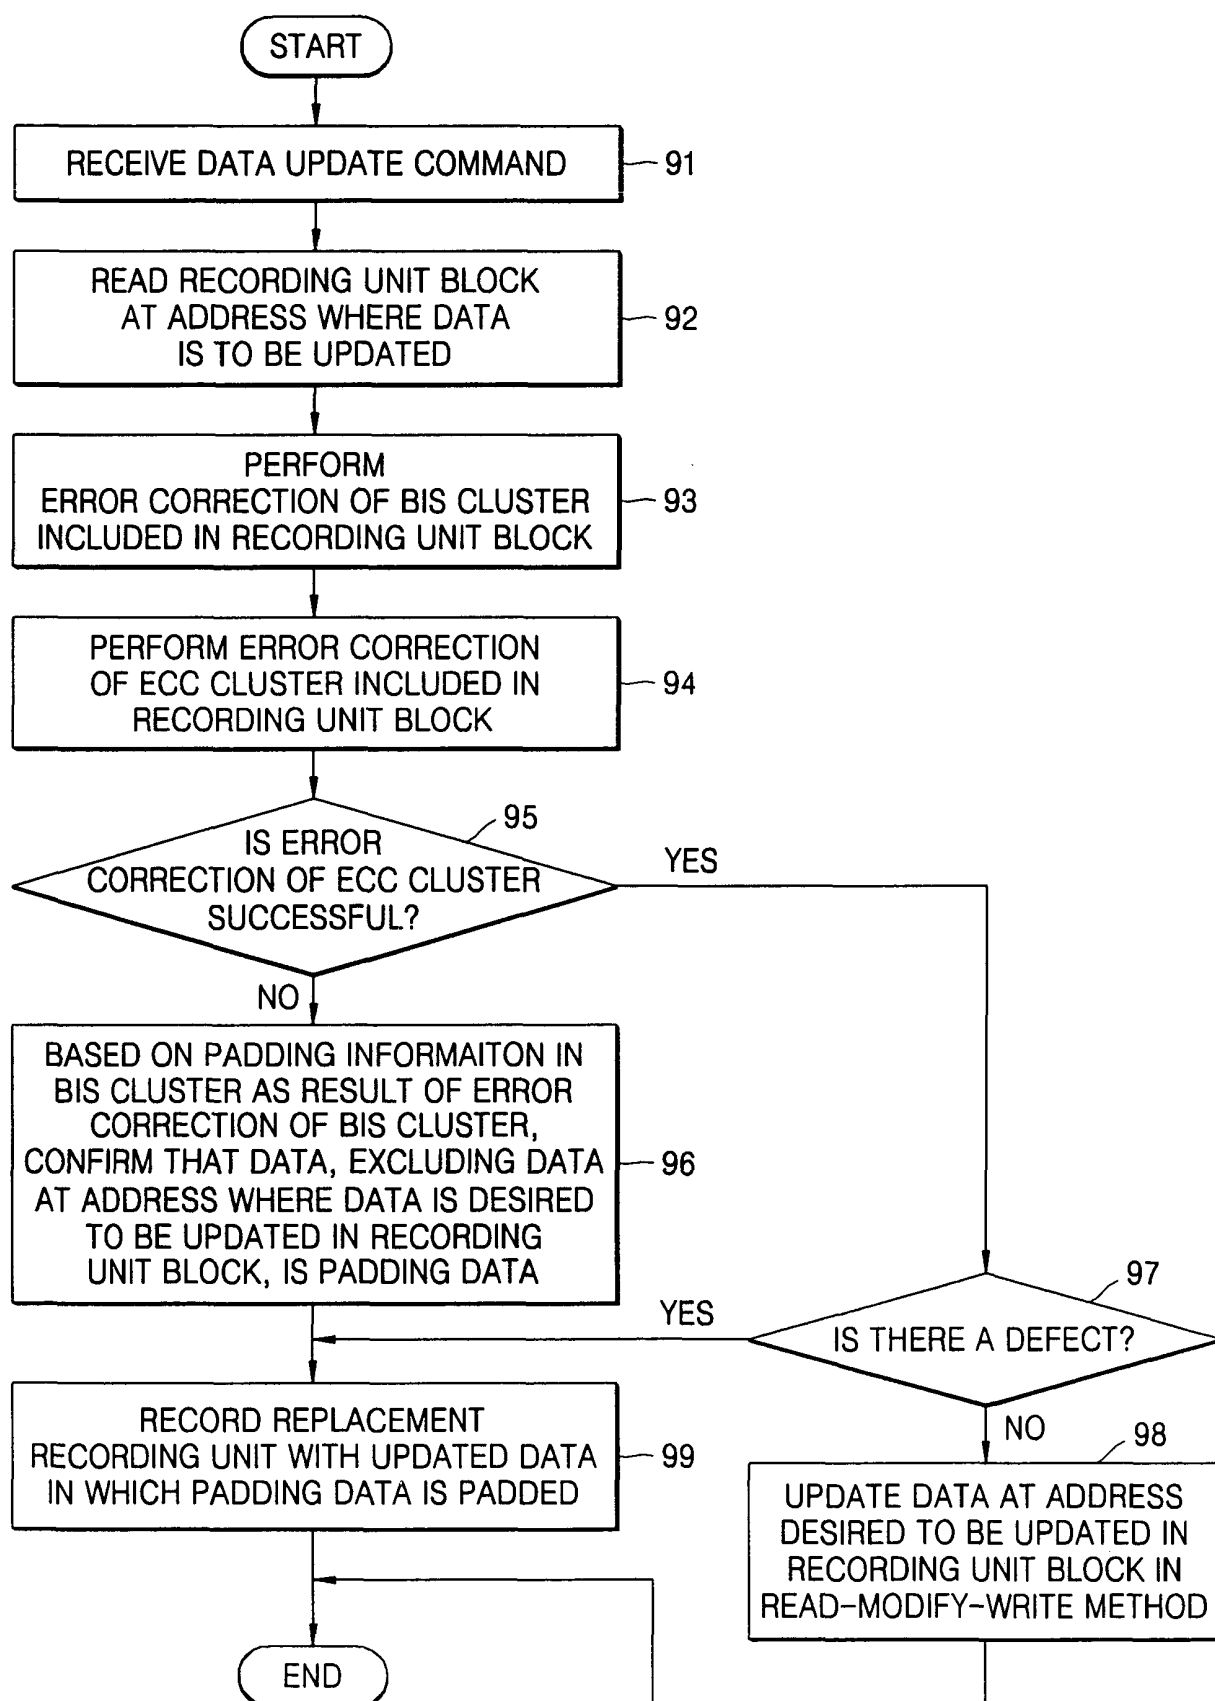 START
RECEIVE DATA UPDATE COMMAND
91
READ RECORDING UNIT BLOCK
AT ADDRESS WHERE DATA
IS TO BE UPDATED
92
PERFORM
ERROR CORRECTION OF BIS CLUSTER
INCLUDED IN RECORDING UNIT BLOCK
93
PERFORM ERROR CORRECTION
OF ECC CLUSTER INCLUDED IN
RECORDING UNIT BLOCK
94
95
IS ERROR
CORRECTION OF ECC CLUSTER
SUCCESSFUL?
YES
NO
BASED ON PADDING INFORMAITON IN
BIS CLUSTER AS RESULT OF ERROR
CORRECTION OF BIS CLUSTER,
CONFIRM THAT DATA, EXCLUDING DATA
AT ADDRESS WHERE DATA IS DESIRED
TO BE UPDATED IN RECORDING
UNIT BLOCK, IS PADDING DATA
96
97
IS THERE A DEFECT?
YES
NO
RECORD REPLACEMENT
RECORDING UNIT WITH UPDATED DATA
IN WHICH PADDING DATA IS PADDED
99
98
UPDATE DATA AT ADDRESS
DESIRED TO BE UPDATED IN
RECORDING UNIT BLOCK IN
READ-MODIFY-WRITE METHOD
END